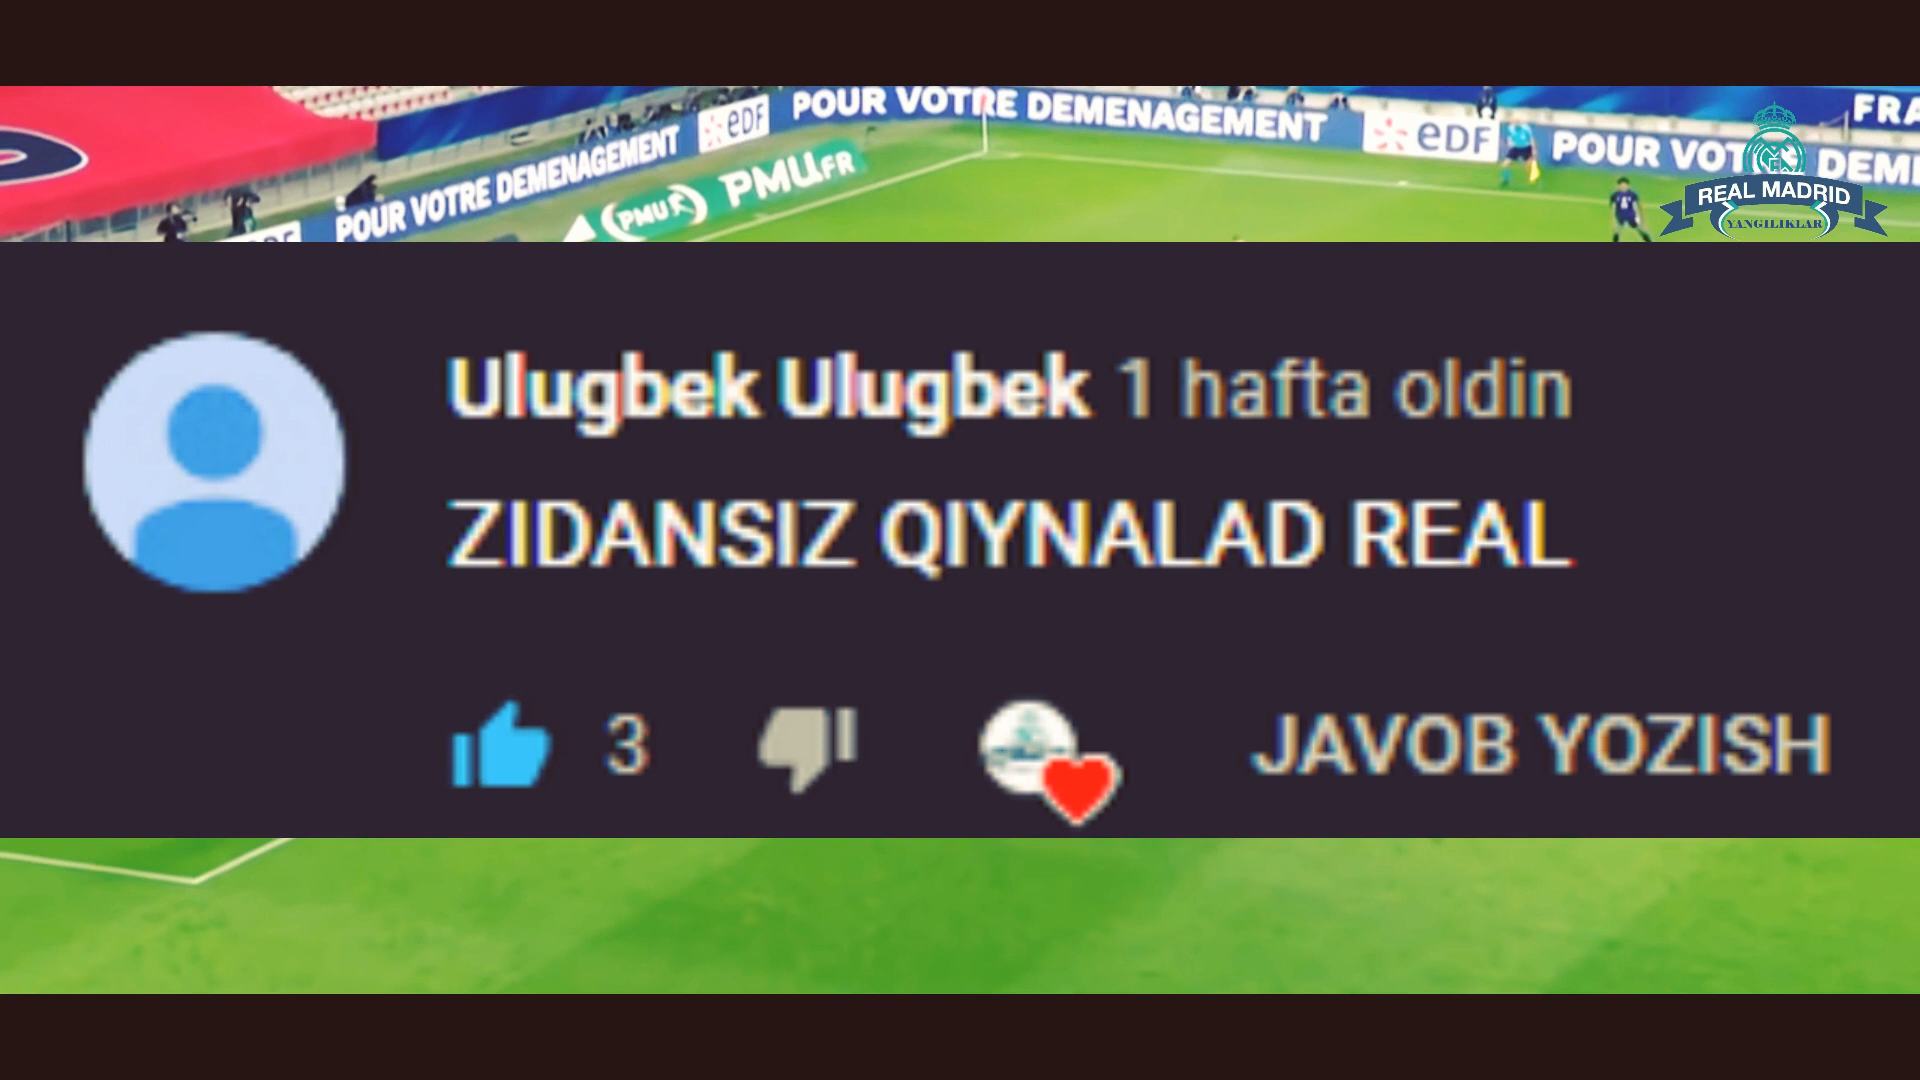 POUR VOTRE DEMENAGEMENT
eDF
POUR VOTRE DEMENAGEMENT
eDF
POUR VOT
DEM
FRA
PMU
PMU.FR
REAL MADRID
YANGILIKLAR
Ulugbek Ulugbek 1 hafta oldin
ZIDANSIZ QIYNALAD REAL
3
JAVOB YOZISH